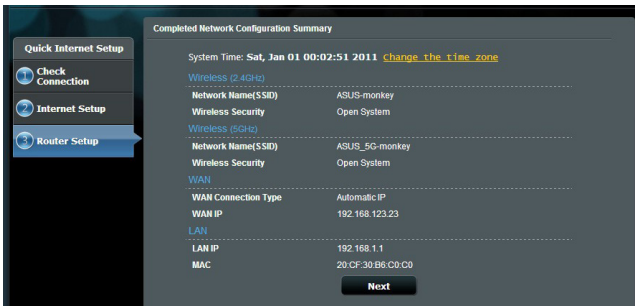 Completed Network Configuration Summary
Quick Internet Setup
1 Check Connection
2 Internet Setup
3 Router Setup
System Time: Sat, Jan 01 00:02:51 2011 Change the time zone
Wireless (2.4GHz)
Network Name(SSID) ASUS-monkey
Wireless Security Open System
Wireless (5GHz)
Network Name(SSID) ASUS_5G-monkey
Wireless Security Open System
WAN
WAN Connection Type Automatic IP
WAN IP 192.168.123.23
LAN
LAN IP 192.168.1.1
MAC 20:CF:30:B6:C0:C0
Next